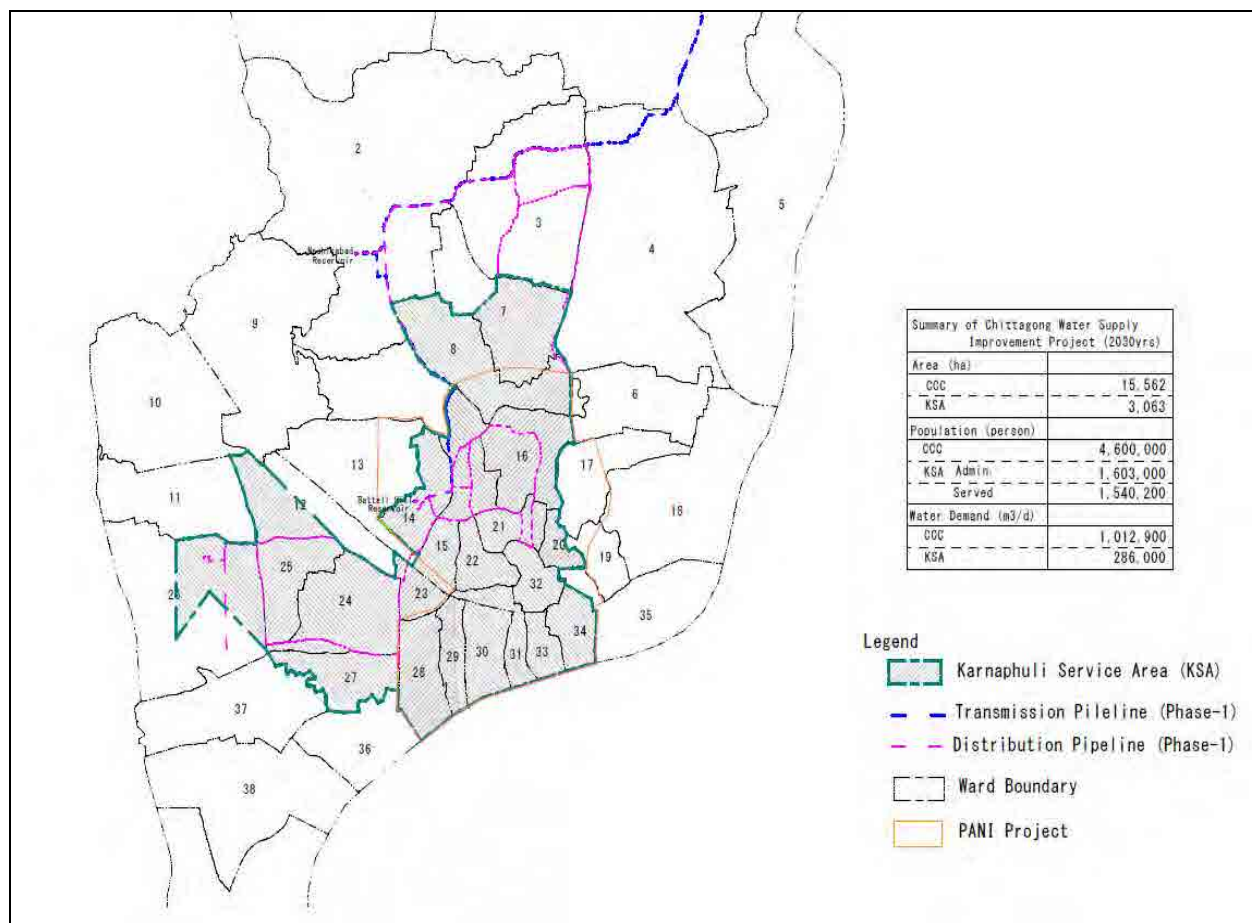 2
3
4
5
Reservoir
7
8
9
6
10
16
17
13
11
12
14
Reservoir
18
15
21
20
19
22
25
24
32
23
35
34
28
29
30
31
33
27
37
36
38
Summary of Chittagong Water Supply
Improvement Project (2030yrs)
Area (ha)
CCC 15,562
KSA 3,063
Population (person)
CCC 4,600,000
KSA Admin 1,603,000
Served 1,540,200
Water Demand (m3/d)
CCC 1,012,900
KSA 286,000
Legend
Karnaphuli Service Area (KSA)
Transmission Pileline (Phase-1)
Distribution Pipeline (Phase-1)
Ward Boundary
PANI Project